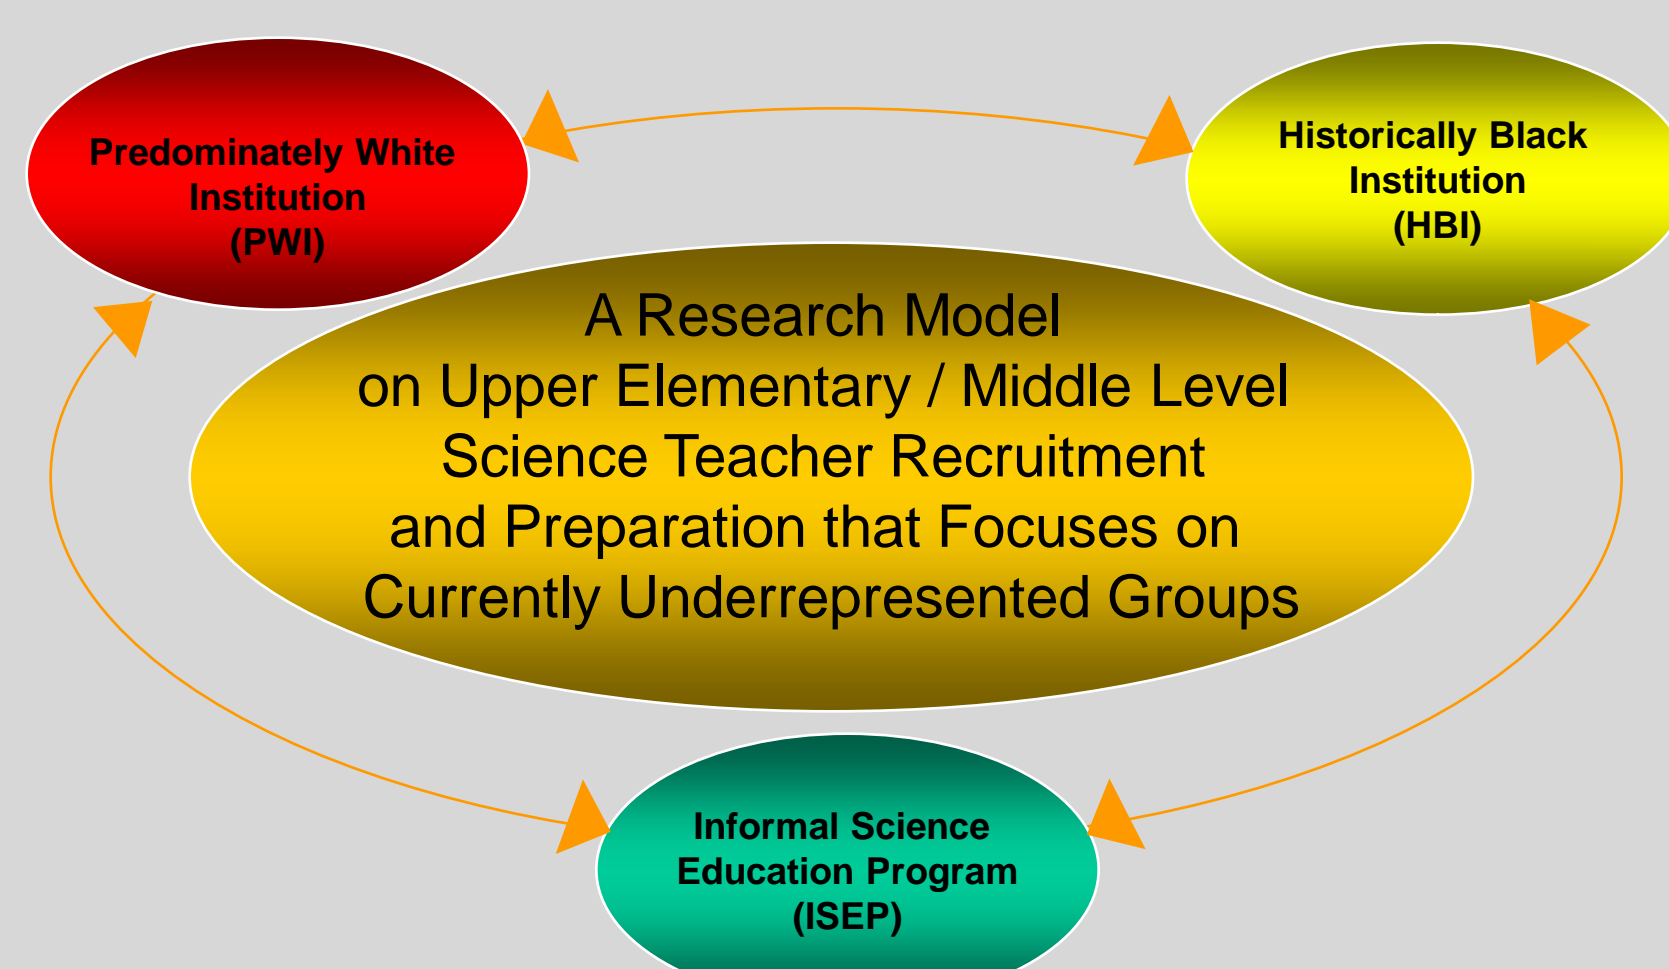 Predominately White
Institution
(PWI)
Historically Black
Institution
(HBI)
A Research Model
on Upper Elementary / Middle Level
Science Teacher Recruitment
and Preparation that Focuses on
Currently Underrepresented Groups
Informal Science
Education Program
(ISEP)